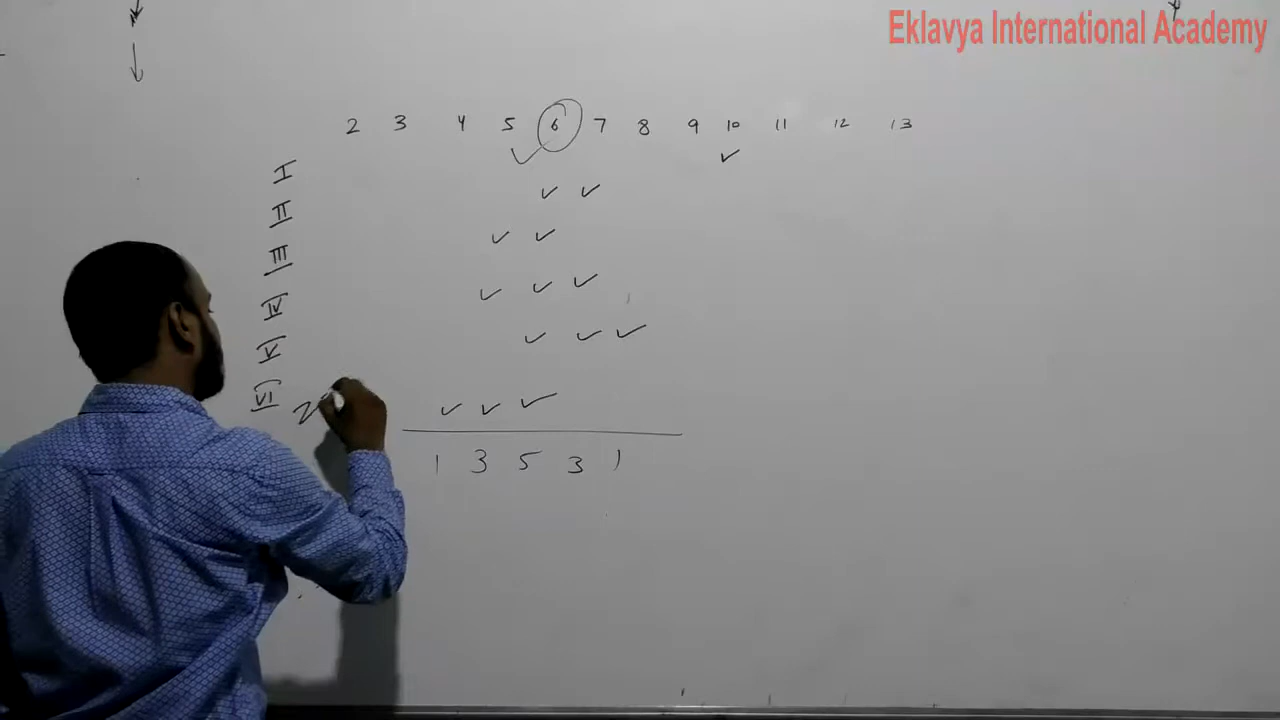 Eklavya International Academy
2 3 4 5 6 7 8 9 10 11 12 13
I ✓ ✓
II ✓ ✓
III ✓ ✓
IV ✓ ✓ ✓
V ✓ ✓ ✓
VI ✓ ✓ ✓
1 3 5 3 1